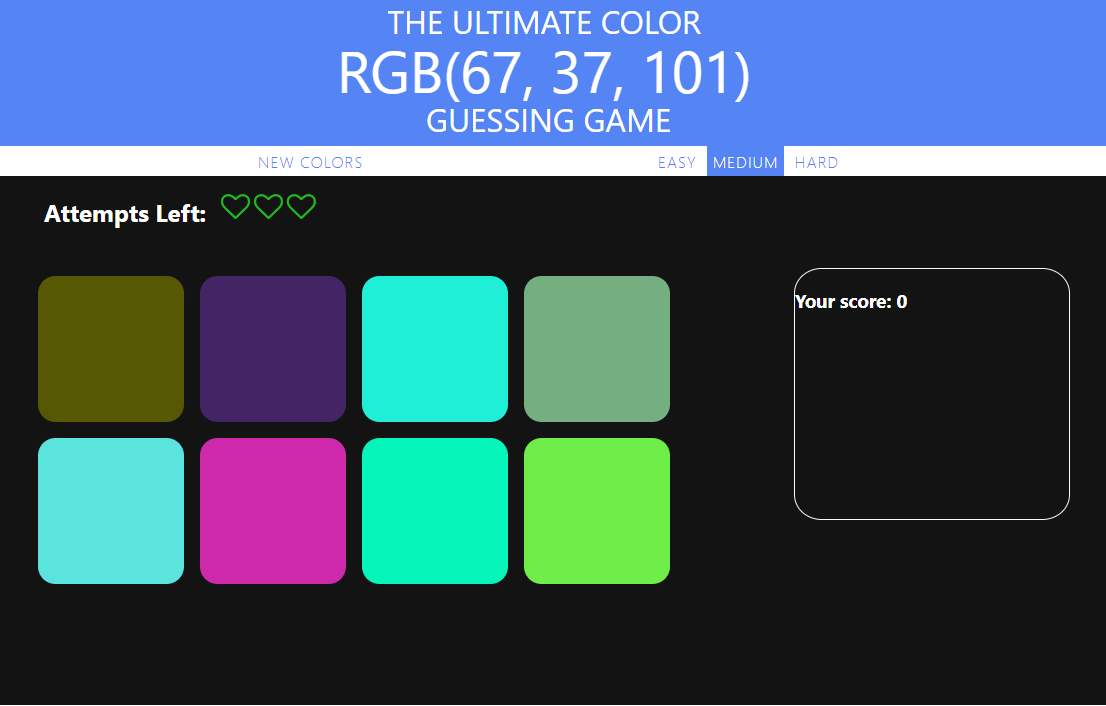 THE ULTIMATE COLOR
RGB(67, 37, 101)
GUESSING GAME
NEW COLORS EASY MEDIUM HARD
Attempts Left:
Your score: 0